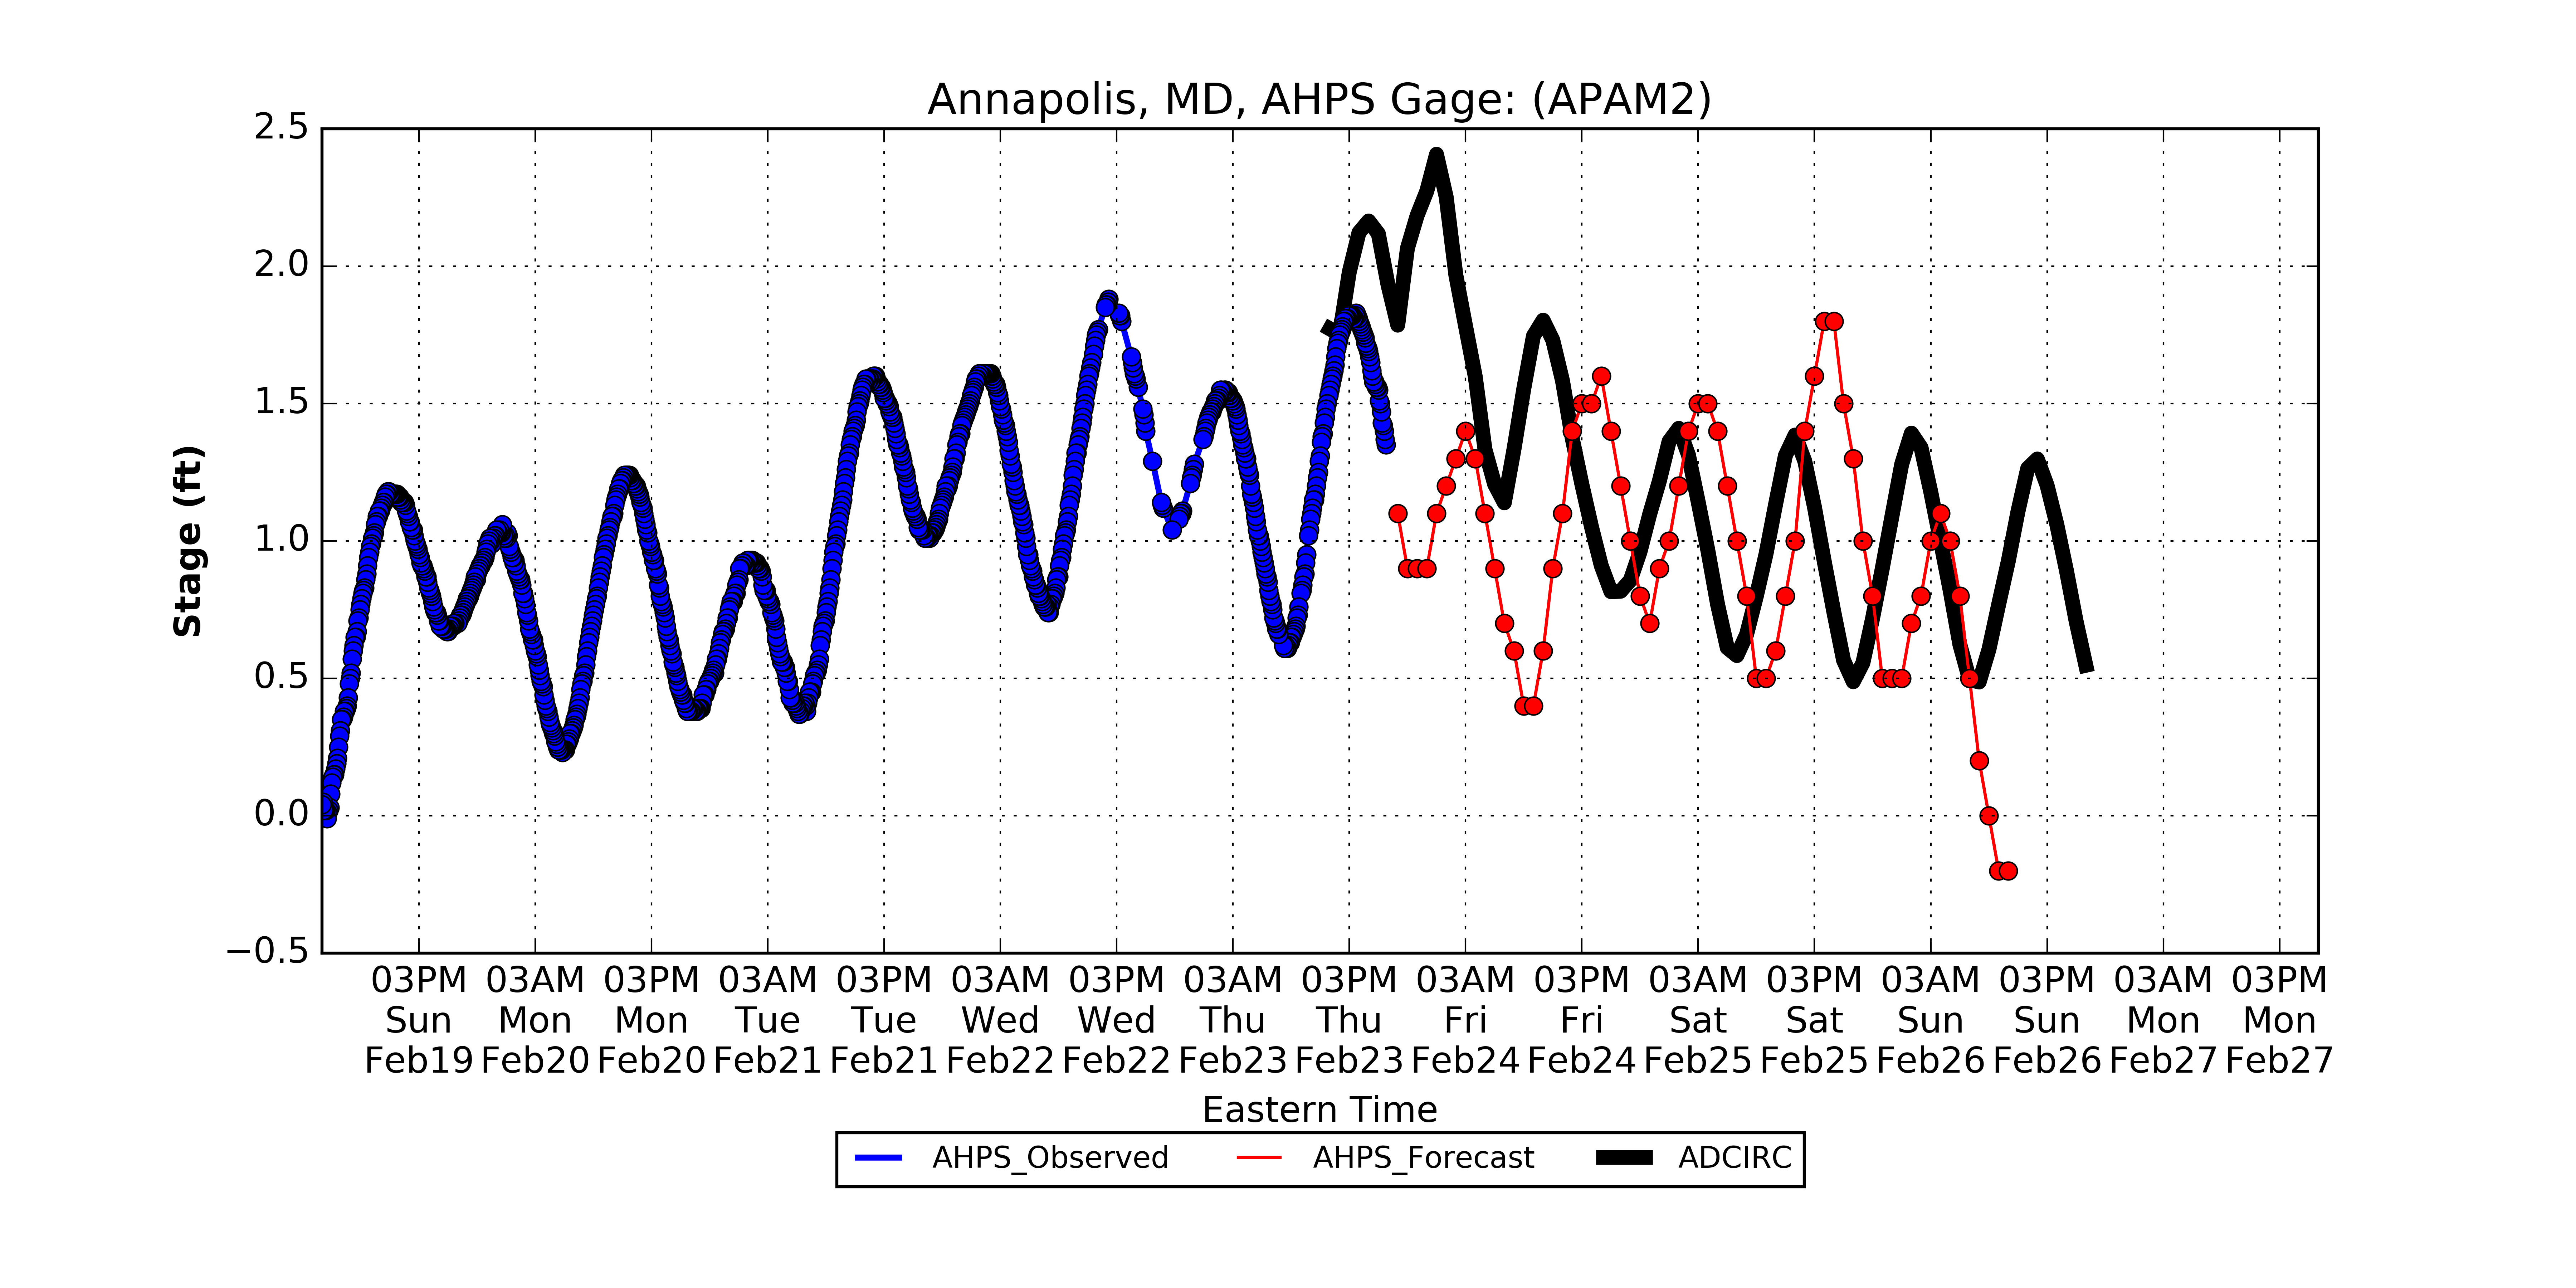 Annapolis, MD, AHPS Gage: (APAM2)
2.5
2.0
1.5
1.0
0.5
0.0
−0.5
Stage (ft)
03PM 03AM 03PM 03AM 03PM 03AM 03PM 03AM 03PM 03AM 03PM 03AM 03PM 03AM 03PM 03AM 03PM
Sun Mon Mon Tue Tue Wed Wed Thu Thu Fri Fri Sat Sat Sun Sun Mon Mon
Feb19 Feb20 Feb20 Feb21 Feb21 Feb22 Feb22 Feb23 Feb23 Feb24 Feb24 Feb25 Feb25 Feb26 Feb26 Feb27 Feb27
Eastern Time
AHPS_Observed AHPS_Forecast ADCIRC